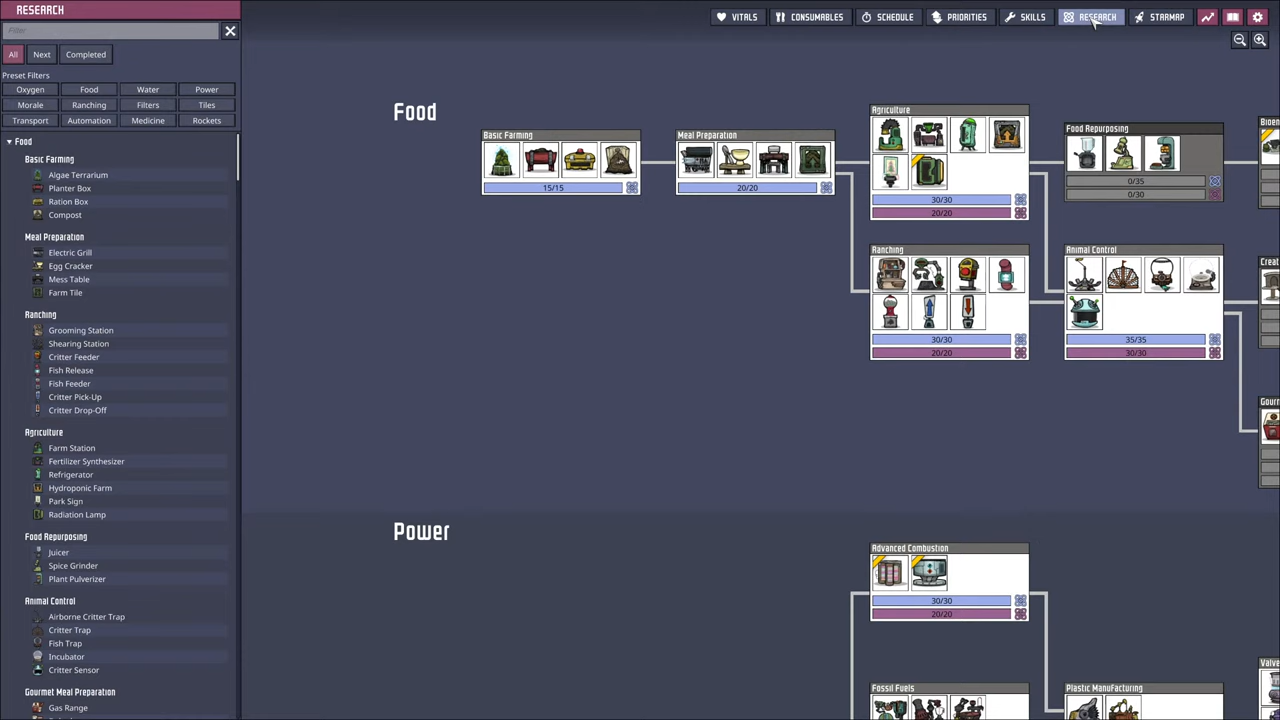 RESEARCH
VITALS
CONSUMABLES
SCHEDULE
PRIORITIES
SKILLS
RESEARCH
STARMAP
Filter
All
Next
Completed
Preset Filters
Oxygen
Food
Water
Power
Morale
Ranching
Filters
Tiles
Transport
Automation
Medicine
Rockets
Food
Basic Farming
Algae Terrarium
Planter Box
Ration Box
Compost
Meal Preparation
Electric Grill
Egg Cracker
Mess Table
Farm Tile
Ranching
Grooming Station
Shearing Station
Critter Feeder
Fish Release
Fish Feeder
Critter Pick-Up
Critter Drop-Off
Agriculture
Farm Station
Fertilizer Synthesizer
Refrigerator
Hydroponic Farm
Park Sign
Radiation Lamp
Food Repurposing
Juicer
Spice Grinder
Plant Pulverizer
Animal Control
Airborne Critter Trap
Critter Trap
Fish Trap
Incubator
Critter Sensor
Gourmet Meal Preparation
Gas Range
Food
Basic Farming
15/15
Meal Preparation
20/20
Agriculture
30/30
20/20
Food Repurposing
0/35
0/30
Ranching
30/30
20/20
Animal Control
35/35
30/30
Power
Advanced Combustion
30/30
20/20
Fossil Fuels
Plastic Manufacturing